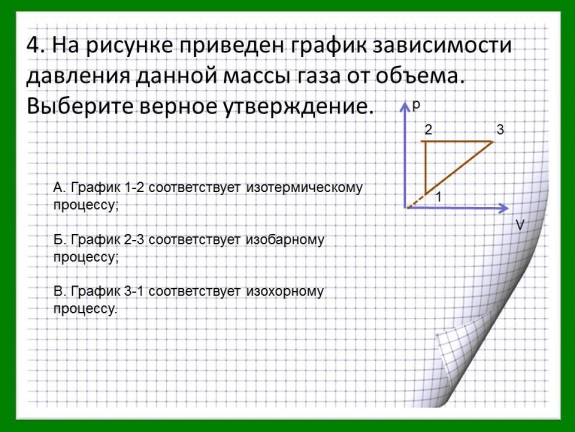 4. На рисунке приведен график зависимости
давления данной массы газа от объема.
Выберите верное утверждение.
p
2
3
А. График 1-2 соответствует изотермическому
процессу;
1
V
Б. График 2-3 соответствует изобарному
процессу;
В. График 3-1 соответствует изохорному
процессу.